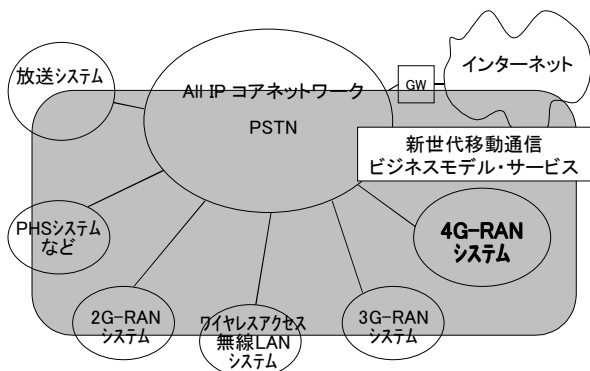 放送システム
All IP コアネットワーク
PSTN
GW
インターネット
新世代移動通信
ビジネスモデル・サービス
PHSシステム
など
4G-RAN
システム
2G-RAN
システム
ワイヤレスアクセス
無線LAN
システム
3G-RAN
システム